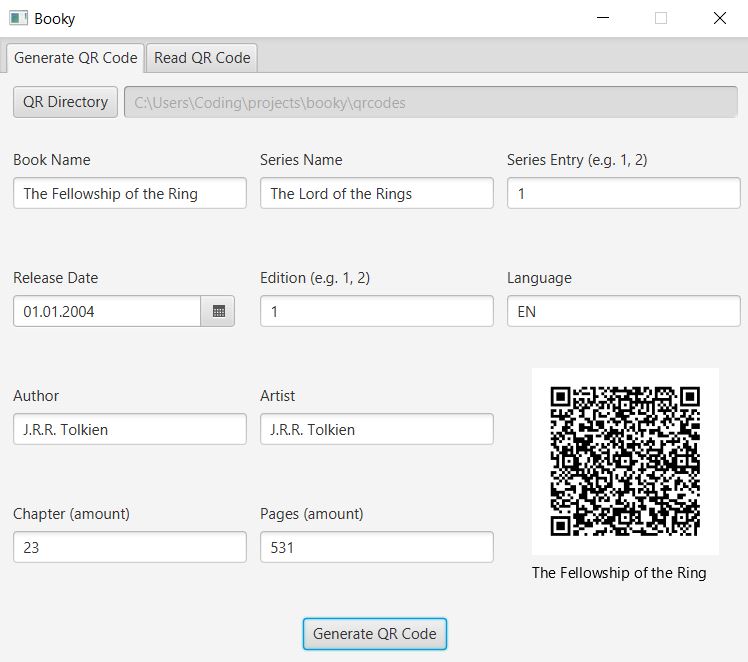 Booky
Generate QR Code Read QR Code
QR Directory C:\Users\Coding\projects\booky\qrcodes
Book Name Series Name Series Entry (e.g. 1, 2)
The Fellowship of the Ring The Lord of the Rings 1
Release Date Edition (e.g. 1, 2) Language
01.01.2004 1 EN
Author Artist
J.R.R. Tolkien J.R.R. Tolkien
Chapter (amount) Pages (amount)
23 531
The Fellowship of the Ring
Generate QR Code